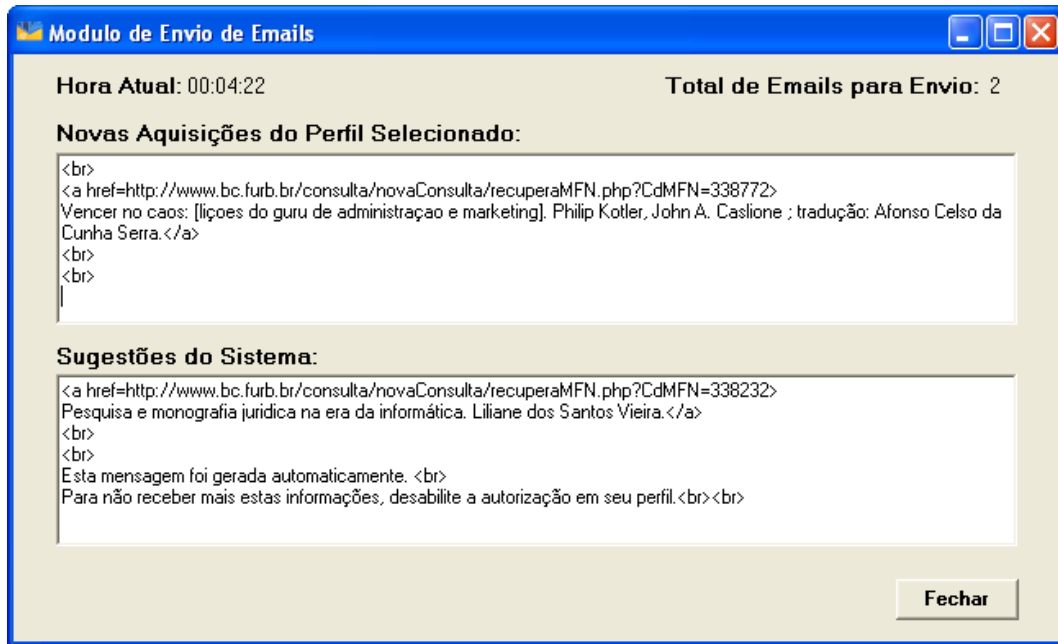 Modulo de Envio de Emails
Hora Atual: 00:04:22 Total de Emails para Envio: 2
Novas Aquisições do Perfil Selecionado:
<br>
<a href=http://www.bc.furb.br/consulta/novaConsulta/recuperaMFN.php?CdMFN=338772>
Vencer no caos: [liçoes do guru de administraçao e marketing]. Philip Kotler, John A. Caslione ; tradução: Afonso Celso da
Cunha Serra.</a>
<br>
<br>
Sugestões do Sistema:
<a href=http://www.bc.furb.br/consulta/novaConsulta/recuperaMFN.php?CdMFN=338232>
Pesquisa e monografia juridica na era da informática. Liliane dos Santos Vieira.</a>
<br>
<br>
Esta mensagem foi gerada automaticamente. <br>
Para não receber mais estas informações, desabilite a autorização em seu perfil.<br><br>
Fechar